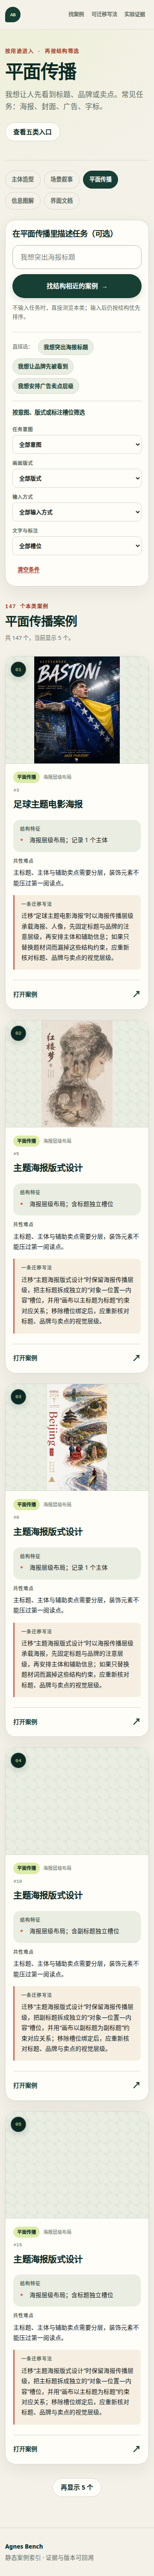 AB
找案例 可迁移写法 实验证据
按用途进入 · 再按结构筛选
平面传播
我想让人先看到标题、品牌或卖点。常见任务：海报、封面、广告、字标。
查看五类入口
主体造型
场景叙事
平面传播
信息图解
界面文档
在平面传播里描述任务（可选）
我想突出海报标题
找结构相近的案例 →
不输入任务时，直接浏览本类；输入后仍按结构优先排序。
直接选：
我想突出海报标题
我想让品牌先被看到
我想安排广告卖点层级
按意图、版式或标注槽位筛选
任务意图
全部意图
画面版式
全部版式
输入方式
全部输入方式
文字与标注
全部槽位
清空条件
147 个本类案例
平面传播案例
共 147 个，当前显示 5 个。
01
BASTONI
平面传播 海报层级布局
#3
足球主题电影海报
结构特征
海报层级布局；记录 1 个主体
共性难点
主标题、主体与辅助卖点需要分层，装饰元素不能压过第一阅读点。
一条迁移写法
迁移“足球主题电影海报”时以海报传播层级承载海报、人像，先固定标题与品牌的注意层级，再安排主体和辅助信息；如果只替换题材词而漏掉这些结构约束，应重新核对主标题、品牌与卖点的视觉层级。
打开案例 ↗
02
红楼梦
平面传播 海报层级布局
#5
主题海报版式设计
结构特征
海报层级布局；含标题独立槽位
共性难点
主标题、主体与辅助卖点需要分层，装饰元素不能压过第一阅读点。
一条迁移写法
迁移“主题海报版式设计”时保留海报传播层级，把主标题拆成独立的“对象—位置—内容”槽位，并用“画布以主标题为标题”约束对应关系；移除槽位绑定后，应重新核对主标题、品牌与卖点的视觉层级。
打开案例 ↗
03
Beijing
平面传播 海报层级布局
主题海报版式设计
结构特征
海报层级布局；记录 1 个主体
共性难点
主标题、主体与辅助卖点需要分层，装饰元素不能压过第一阅读点。
一条迁移写法
迁移“主题海报版式设计”时以海报传播层级承载海报，先固定标题与品牌的注意层级，再安排主体和辅助信息；如果只替换题材词而漏掉这些结构约束，应重新核对主标题、品牌与卖点的视觉层级。
打开案例 ↗
04
平面传播 海报层级布局
#10
主题海报版式设计
结构特征
海报层级布局；含副标题独立槽位
共性难点
主标题、主体与辅助卖点需要分层，装饰元素不能压过第一阅读点。
一条迁移写法
迁移“主题海报版式设计”时保留海报传播层级，把副标题拆成独立的“对象—位置—内容”槽位，并用“画布以副标题为副标题”约束对应关系；移除槽位绑定后，应重新核对主标题、品牌与卖点的视觉层级。
打开案例 ↗
05
平面传播 海报层级布局
主题海报版式设计
结构特征
海报层级布局；含标题独立槽位
共性难点
主标题、主体与辅助卖点需要分层，装饰元素不能压过第一阅读点。
一条迁移写法
迁移“主题海报版式设计”时保留海报传播层级，把主标题拆成独立的“对象—位置—内容”槽位，并用“画布以主标题为标题”约束对应关系；移除槽位绑定后，应重新核对主标题、品牌与卖点的视觉层级。
打开案例 ↗
再显示 5 个
Agnes Bench
静态案例索引 · 证据与版本可回溯